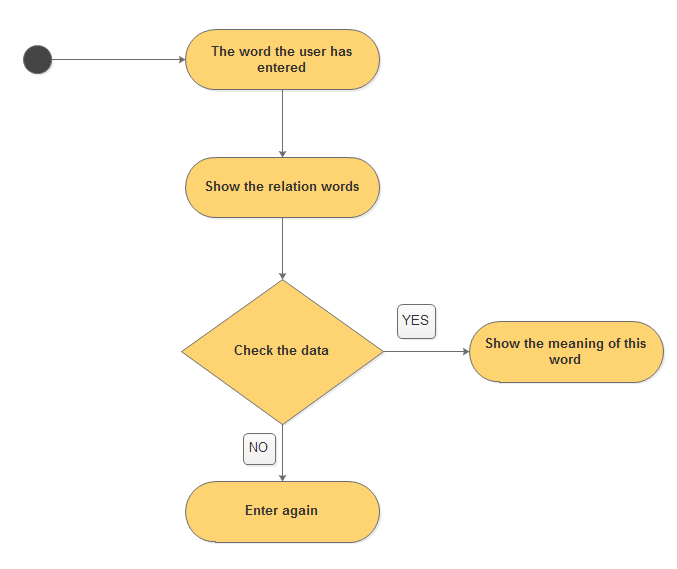 The word the user has
entered
Show the relation words
Check the data
YES
Show the meaning of this
word
NO
Enter again